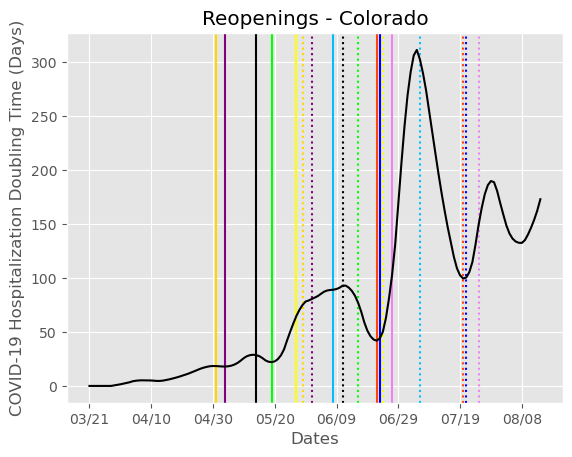 Reopenings - Colorado
COVID-19 Hospitalization Doubling Time (Days)
300
250
200
150
100
50
0
03/21 04/10 04/30 05/20 06/09 06/29 07/19 08/08
Dates